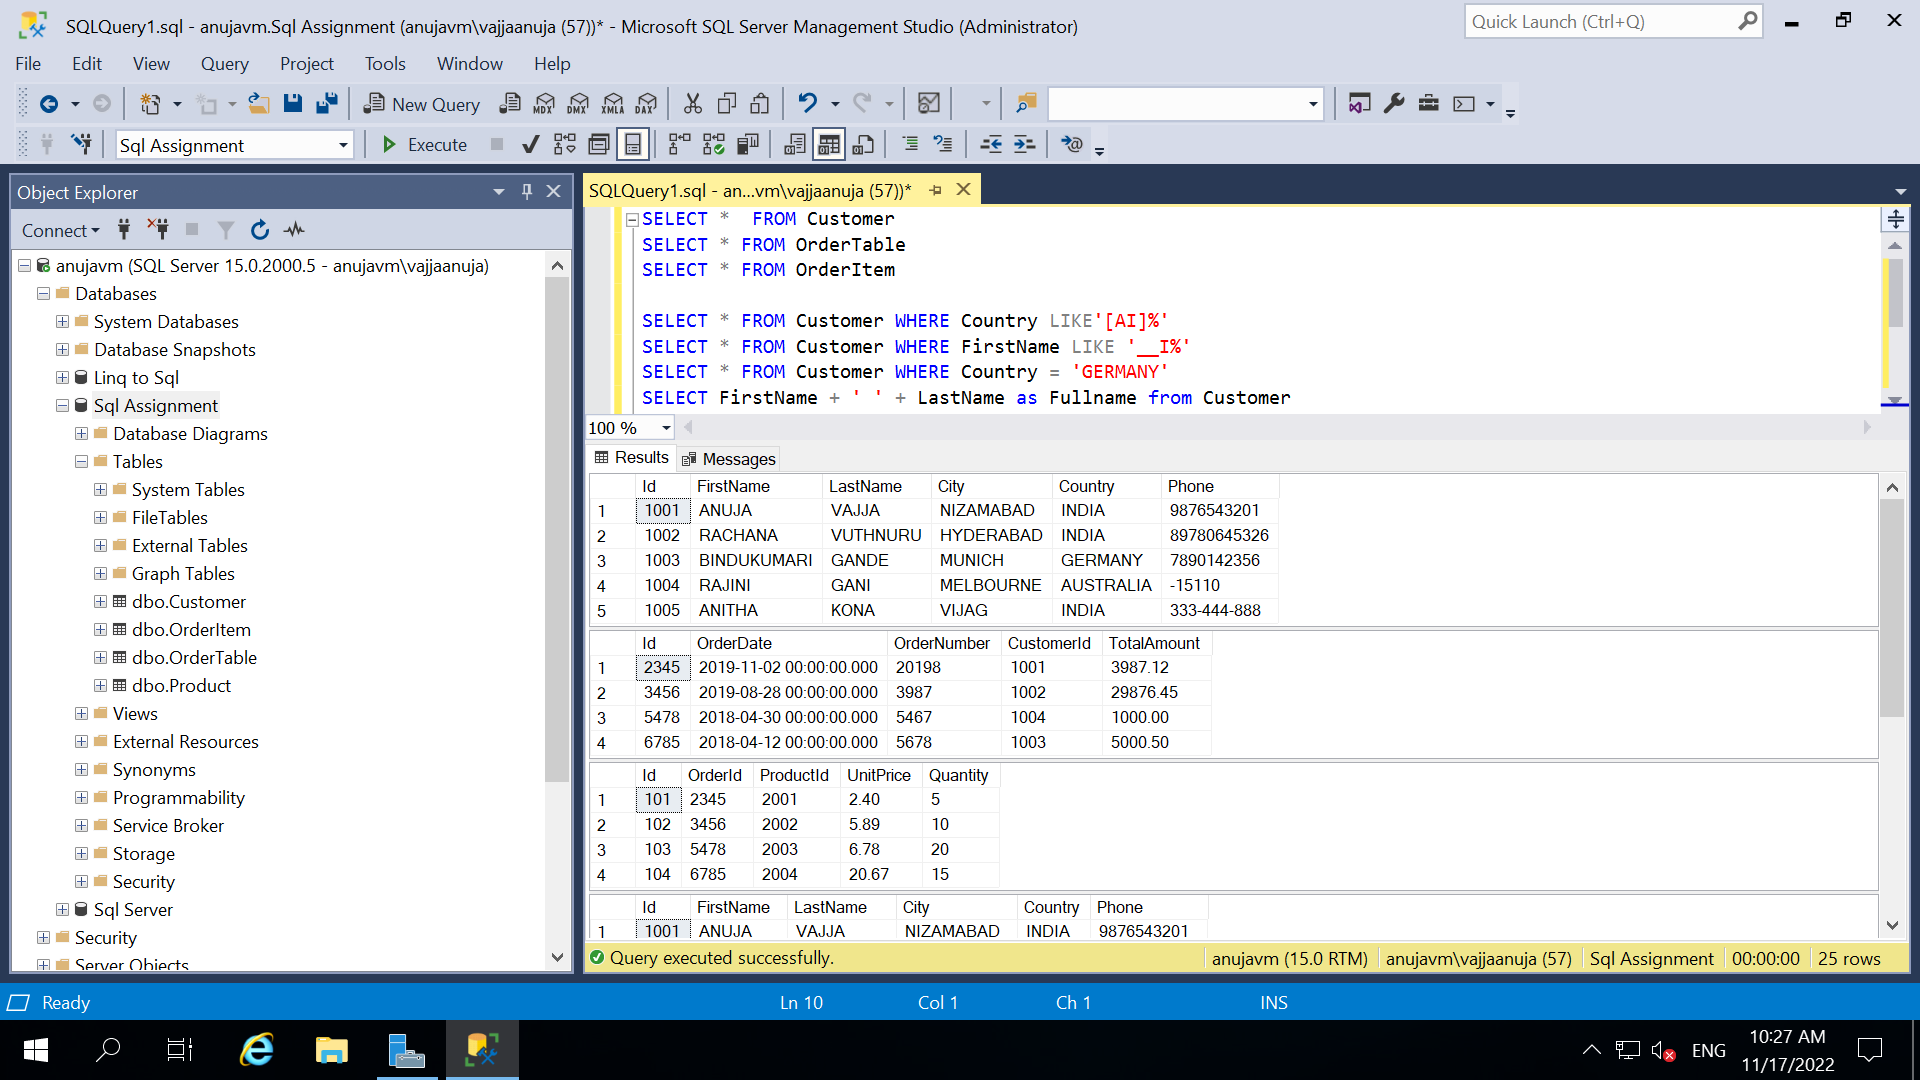 SQLQuery1.sql - anujavm.Sql Assignment (anujavm\vajjaanuja (57))* - Microsoft SQL Server Management Studio (Administrator)
Quick Launch (Ctrl+Q)
File Edit View Query Project Tools Window Help
New Query MDX DMX XMLA DAX
Sql Assignment Execute
Object Explorer
Connect
anujavm (SQL Server 15.0.2000.5 - anujavm\vajjaanuja)
Databases
System Databases
Database Snapshots
Linq to Sql
Sql Assignment
Database Diagrams
Tables
System Tables
FileTables
External Tables
Graph Tables
dbo.Customer
dbo.OrderItem
dbo.OrderTable
dbo.Product
Views
External Resources
Synonyms
Programmability
Service Broker
Storage
Security
Sql Server
Security
Server Objects
SQLQuery1.sql - an...vm\vajjaanuja (57))*
SELECT *  FROM Customer
SELECT * FROM OrderTable
SELECT * FROM OrderItem
SELECT * FROM Customer WHERE Country LIKE'[AI]%'
SELECT * FROM Customer WHERE FirstName LIKE '__I%'
SELECT * FROM Customer WHERE Country = 'GERMANY'
SELECT FirstName + ' ' + LastName as Fullname from Customer
100 %
Results Messages
Id FirstName LastName City Country Phone
1 1001 ANUJA VAJJA NIZAMABAD INDIA 9876543201
2 1002 RACHANA VUTHNURU HYDERABAD INDIA 89780645326
3 1003 BINDUKUMARI GANDE MUNICH GERMANY 7890142356
4 1004 RAJINI GANI MELBOURNE AUSTRALIA -15110
5 1005 ANITHA KONA VIJAG INDIA 333-444-888
Id OrderDate OrderNumber CustomerId TotalAmount
1 2345 2019-11-02 00:00:00.000 20198 1001 3987.12
2 3456 2019-08-28 00:00:00.000 3987 1002 29876.45
3 5478 2018-04-30 00:00:00.000 5467 1004 1000.00
4 6785 2018-04-12 00:00:00.000 5678 1003 5000.50
Id OrderId ProductId UnitPrice Quantity
1 101 2345 2001 2.40 5
2 102 3456 2002 5.89 10
3 103 5478 2003 6.78 20
4 104 6785 2004 20.67 15
Id FirstName LastName City Country Phone
1 1001 ANUJA VAJJA NIZAMABAD INDIA 9876543201
Query executed successfully. anujavm (15.0 RTM) anujavm\vajjaanuja (57) Sql Assignment 00:00:00 25 rows
Ready Ln 10 Col 1 Ch 1 INS
ENG 10:27 AM
11/17/2022